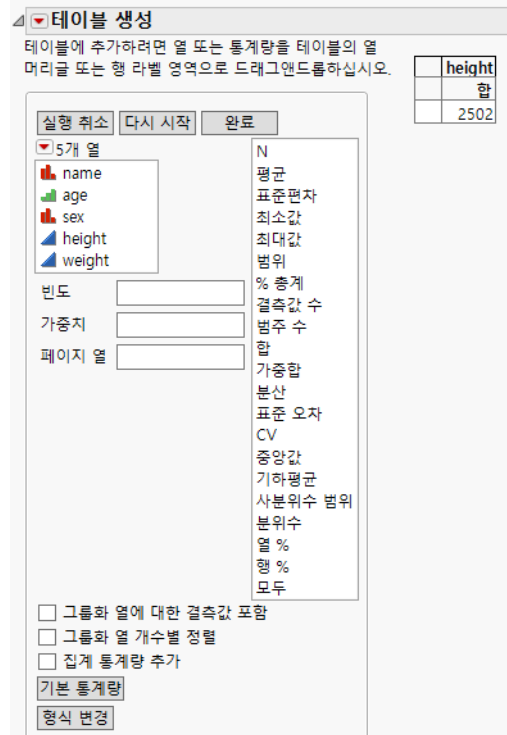 테이블 생성
테이블에 추가하려면 열 또는 통계량을 테이블의 열
머리글 또는 행 라벨 영역으로 드래그앤드롭하십시오.
height
합
2502
실행 취소 다시 시작 완료
5개 열
name
age
sex
height
weight
빈도
가중치
페이지 열
N
평균
표준편차
최소값
최대값
범위
% 총계
결측값 수
범주 수
합
가중합
분산
표준 오차
CV
중앙값
기하평균
사분위수 범위
분위수
열 %
행 %
모두
그룹화 열에 대한 결측값 포함
그룹화 열 개수별 정렬
집계 통계량 추가
기본 통계량
형식 변경